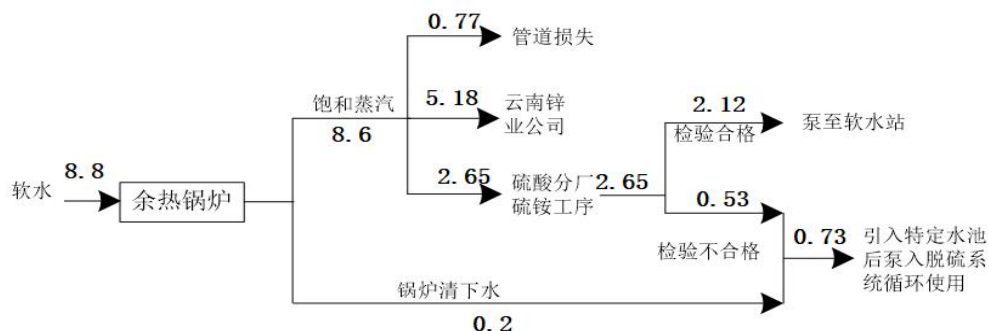 0.77
管道损失
饱和蒸汽
8.6
5.18
云南锌
业公司
2.12
检验合格
泵至软水站
软水
8.8
余热锅炉
2.65
硫酸分厂
硫铵工序
2.65
0.53
检验不合格
0.73
引入特定水池
后泵入脱硫系
统循环使用
锅炉清下水
0.2